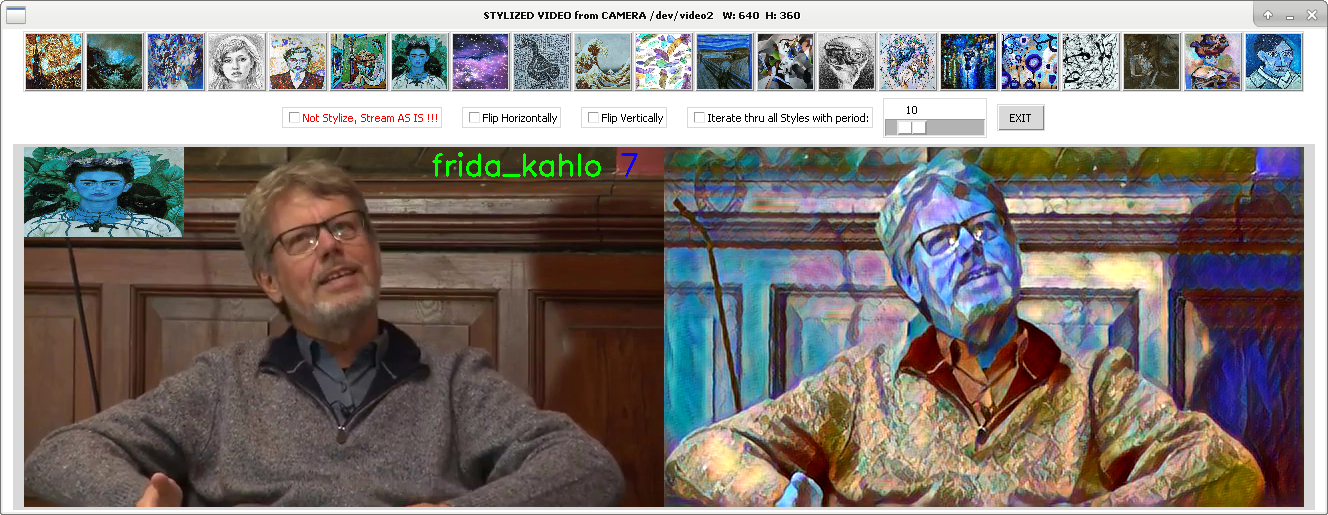 STYLIZED VIDEO from CAMERA /dev/video2 W: 640 H: 360
Not Stylize, Stream AS IS !!!
Flip Horizontally
Flip Vertically
Iterate thru all Styles with period:
10
EXIT
frida_kahlo 7